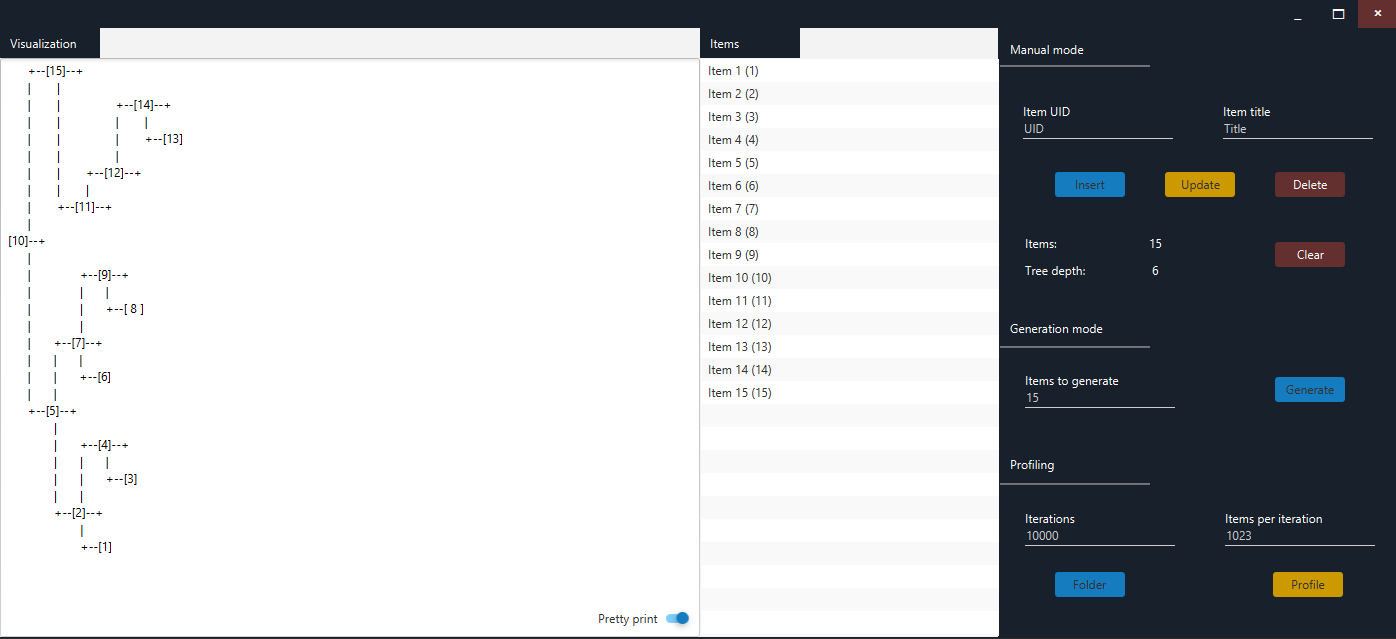 Visualization
+--[15]--+
|       |
|       |               +--[14]--+
|       |               |       |
|       |               |       +--[13]
|       |               |
|       |       +--[12]--+
|       |       |
|       +--[11]--+
|
[10]--+
|
|               +--[9]--+
|               |       |
|               |       +--[ 8 ]
|               |
|       +--[7]--+
|       |       |
|       |       +--[6]
|       |
+--[5]--+
|
|       +--[4]--+
|       |       |
|       |       +--[3]
|       |
+--[2]--+
|
+--[1]
Pretty print
Items
Item 1 (1)
Item 2 (2)
Item 3 (3)
Item 4 (4)
Item 5 (5)
Item 6 (6)
Item 7 (7)
Item 8 (8)
Item 9 (9)
Item 10 (10)
Item 11 (11)
Item 12 (12)
Item 13 (13)
Item 14 (14)
Item 15 (15)
Manual mode
Item UID
UID
Item title
Title
Insert
Update
Delete
Items: 15
Clear
Tree depth: 6
Generation mode
Items to generate
15
Generate
Profiling
Iterations
10000
Items per iteration
1023
Folder
Profile